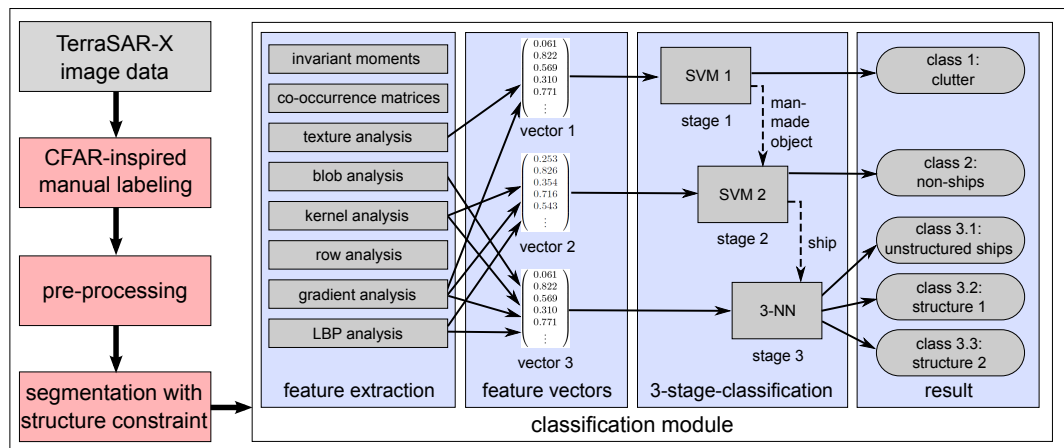 TerraSAR-X
image data
CFAR-inspired
manual labeling
pre-processing
segmentation with
structure constraint
invariant moments
co-occurrence matrices
texture analysis
blob analysis
kernel analysis
row analysis
gradient analysis
LBP analysis
feature extraction
0.061
0.822
0.569
0.310
0.771
⋮
vector 1
0.253
0.826
0.354
0.716
0.543
⋮
vector 2
0.061
0.822
0.569
0.310
0.771
⋮
vector 3
feature vectors
SVM 1
stage 1
man-
made
object
SVM 2
stage 2
ship
3-NN
stage 3
3-stage-classification
class 1:
clutter
class 2:
non-ships
class 3.1:
unstructured ships
class 3.2:
structure 1
class 3.3:
structure 2
result
classification module